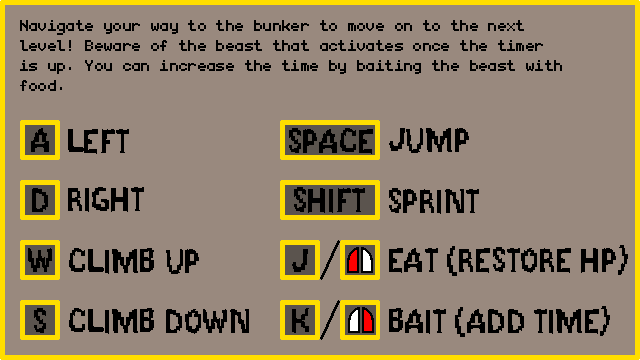 Navigate your way to the bunker to move on to the next
level! Beware of the beast that activates once the timer
is up. You can increase the time by baiting the beast with
food.
A LEFT SPACE JUMP
D RIGHT SHIFT SPRINT
W CLIMB UP J / EAT (RESTORE HP)
S CLIMB DOWN K / BAIT (ADD TIME)